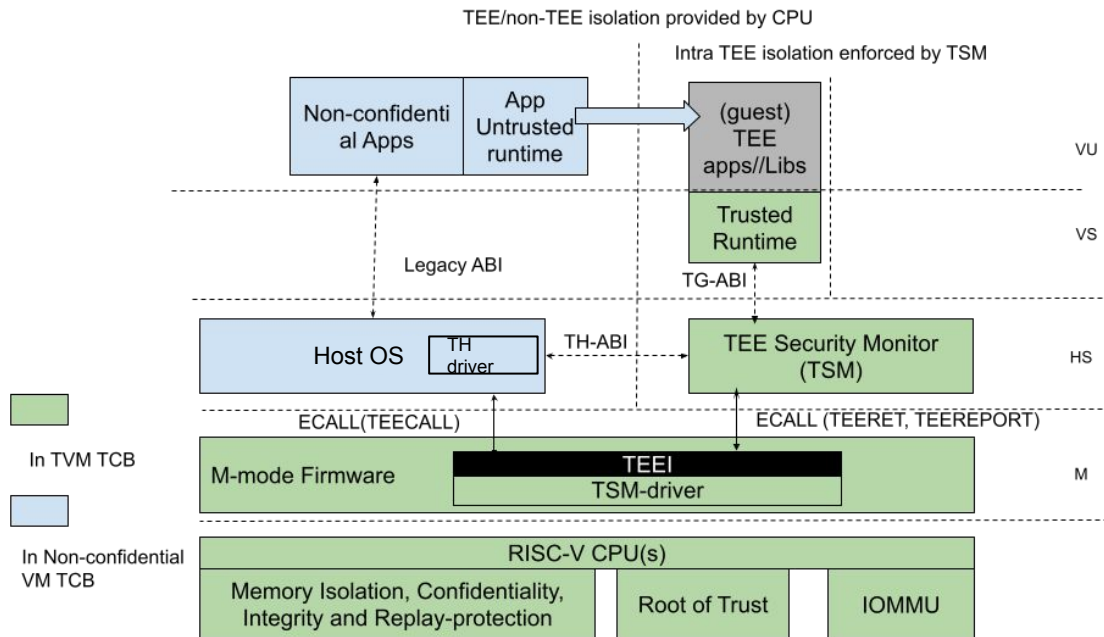 TEE/non-TEE isolation provided by CPU
Intra TEE isolation enforced by TSM
Non-confidenti
al Apps
App
Untrusted
runtime
(guest)
TEE
apps//Libs
VU
Trusted
Runtime
VS
Legacy ABI
TG-ABI
Host OS
TH
driver
TH-ABI
TEE Security Monitor
(TSM)
HS
ECALL(TEECALL)
ECALL (TEERET, TEEREPORT)
In TVM TCB
M-mode Firmware
TEEI
TSM-driver
M
In Non-confidential
VM TCB
RISC-V CPU(s)
Memory Isolation, Confidentiality,
Integrity and Replay-protection
Root of Trust
IOMMU